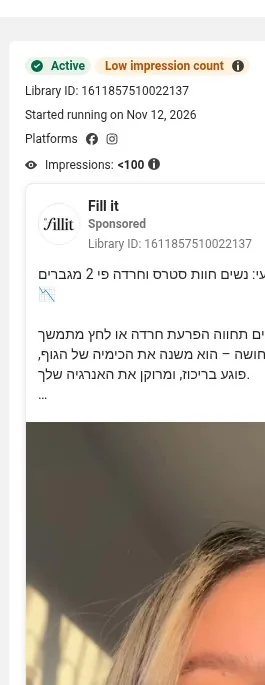 Active Low impression count
Library ID: 1611857510022137
Started running on Nov 12, 2026
Platforms
Impressions: <100
fillit
Fill it
Sponsored
Library ID: 1611857510022137
עי: נשים חוות סטרס וחרדה פי 2 מגברים
ים תחווה הפרעת חרדה או לחץ מתמשך
חושה – הוא משנה את הכימיה של הגוף,
פוגע בריכוז, ומרוקן את האנרגיה שלך.
...